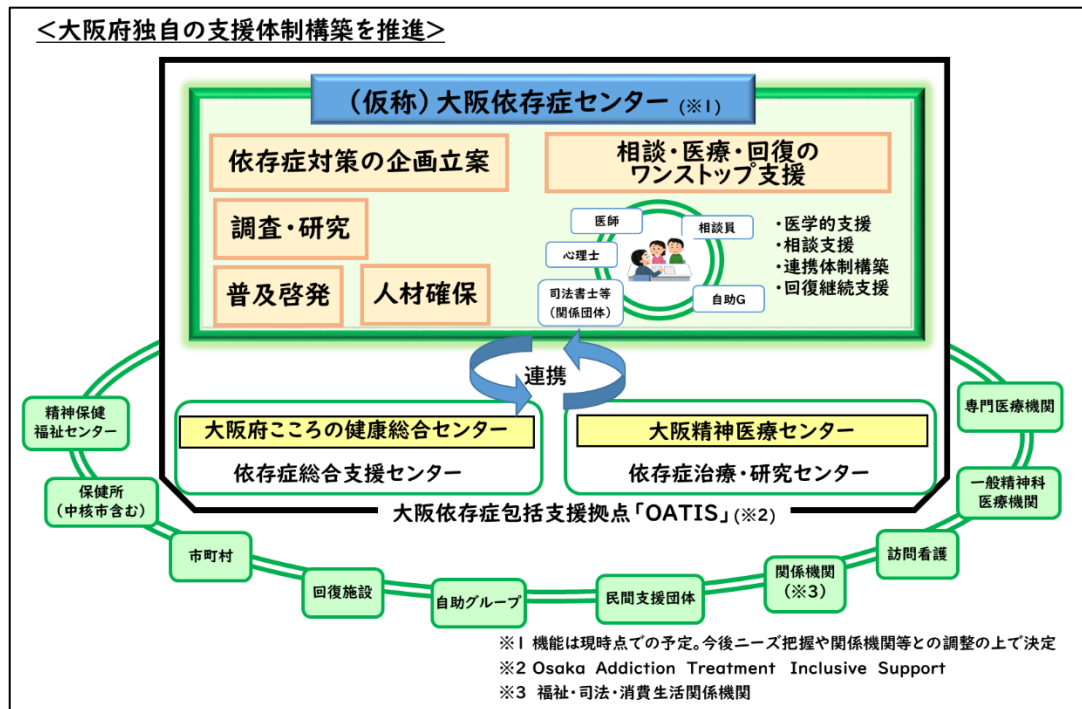 <大阪府独自の支援体制構築を推進>
(仮称)大阪依存症センター(※1)
依存症対策の企画立案
調査・研究
普及啓発
人材確保
相談・医療・回復の
ワンストップ支援
医師
相談員
心理士
司法書士等
(関係団体)
自助G
・医学的支援
・相談支援
・連携体制構築
・回復継続支援
連携
大阪府こころの健康総合センター
依存症総合支援センター
大阪精神医療センター
依存症治療・研究センター
大阪依存症包括支援拠点「OATIS」(※2)
精神保健
福祉センター
保健所
(中核市含む)
市町村
回復施設
自助グループ
民間支援団体
関係機関
(※3)
訪問看護
一般精神科
医療機関
専門医療機関
※1 機能は現時点での予定。今後ニーズ把握や関係機関等との調整の上で決定
※2 Osaka Addiction Treatment Inclusive Support
※3 福祉・司法・消費生活関係機関